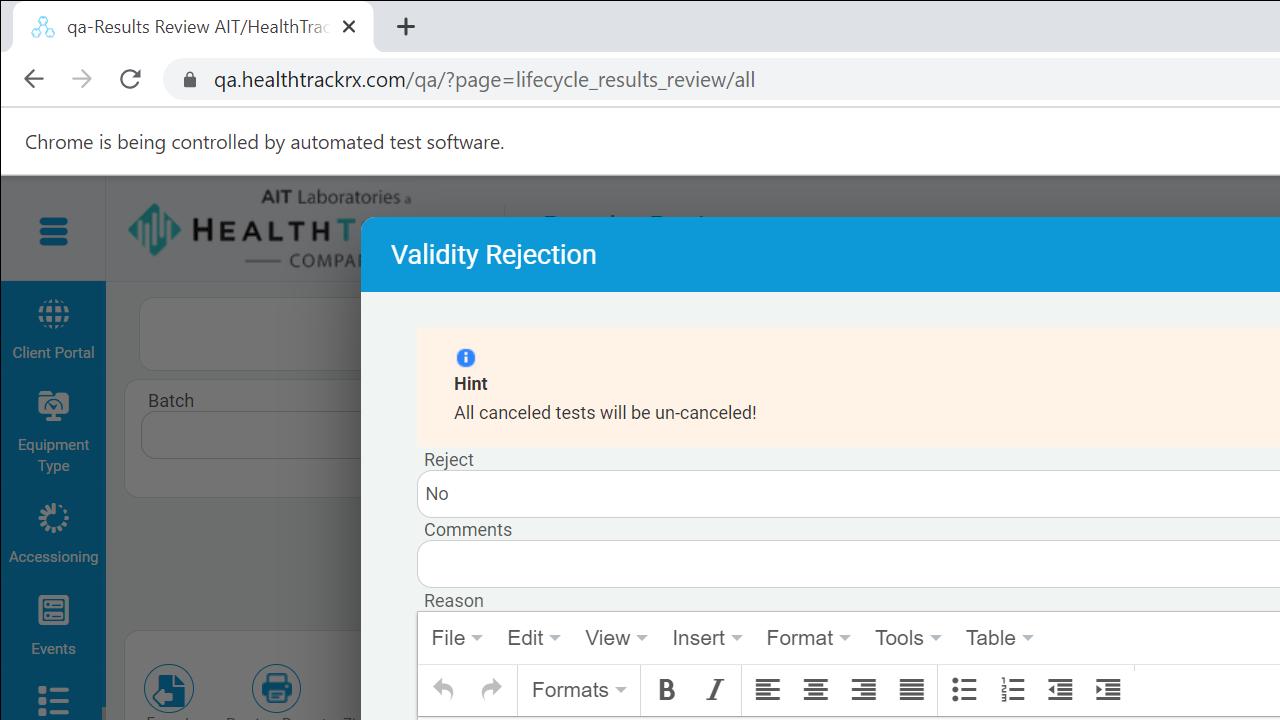 qa-Results Review AIT/HealthTrac
qa.healthtrackrx.com/qa/?page=lifecycle_results_review/all
Chrome is being controlled by automated test software.
AIT Laboratories a
HEALTHT
COMPA
Validity Rejection
Client Portal
Hint
All canceled tests will be un-canceled!
Batch
Equipment
Type
Reject
No
Comments
Accessioning
Reason
File Edit View Insert Format Tools Table
Events
Formats B I